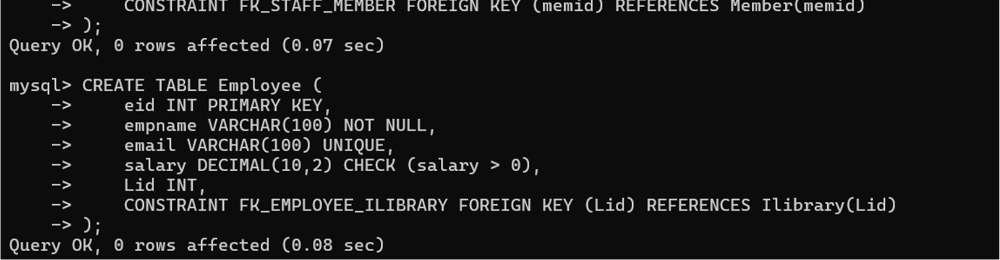 ->     CONSTRAINT FK_STAFF_MEMBER FOREIGN KEY (memid) REFERENCES Member(memid)
    -> );
Query OK, 0 rows affected (0.07 sec)

mysql> CREATE TABLE Employee (
    ->     eid INT PRIMARY KEY,
    ->     empname VARCHAR(100) NOT NULL,
    ->     email VARCHAR(100) UNIQUE,
    ->     salary DECIMAL(10,2) CHECK (salary > 0),
    ->     Lid INT,
    ->     CONSTRAINT FK_EMPLOYEE_ILIBRARY FOREIGN KEY (Lid) REFERENCES Ilibrary(Lid)
    -> );
Query OK, 0 rows affected (0.08 sec)